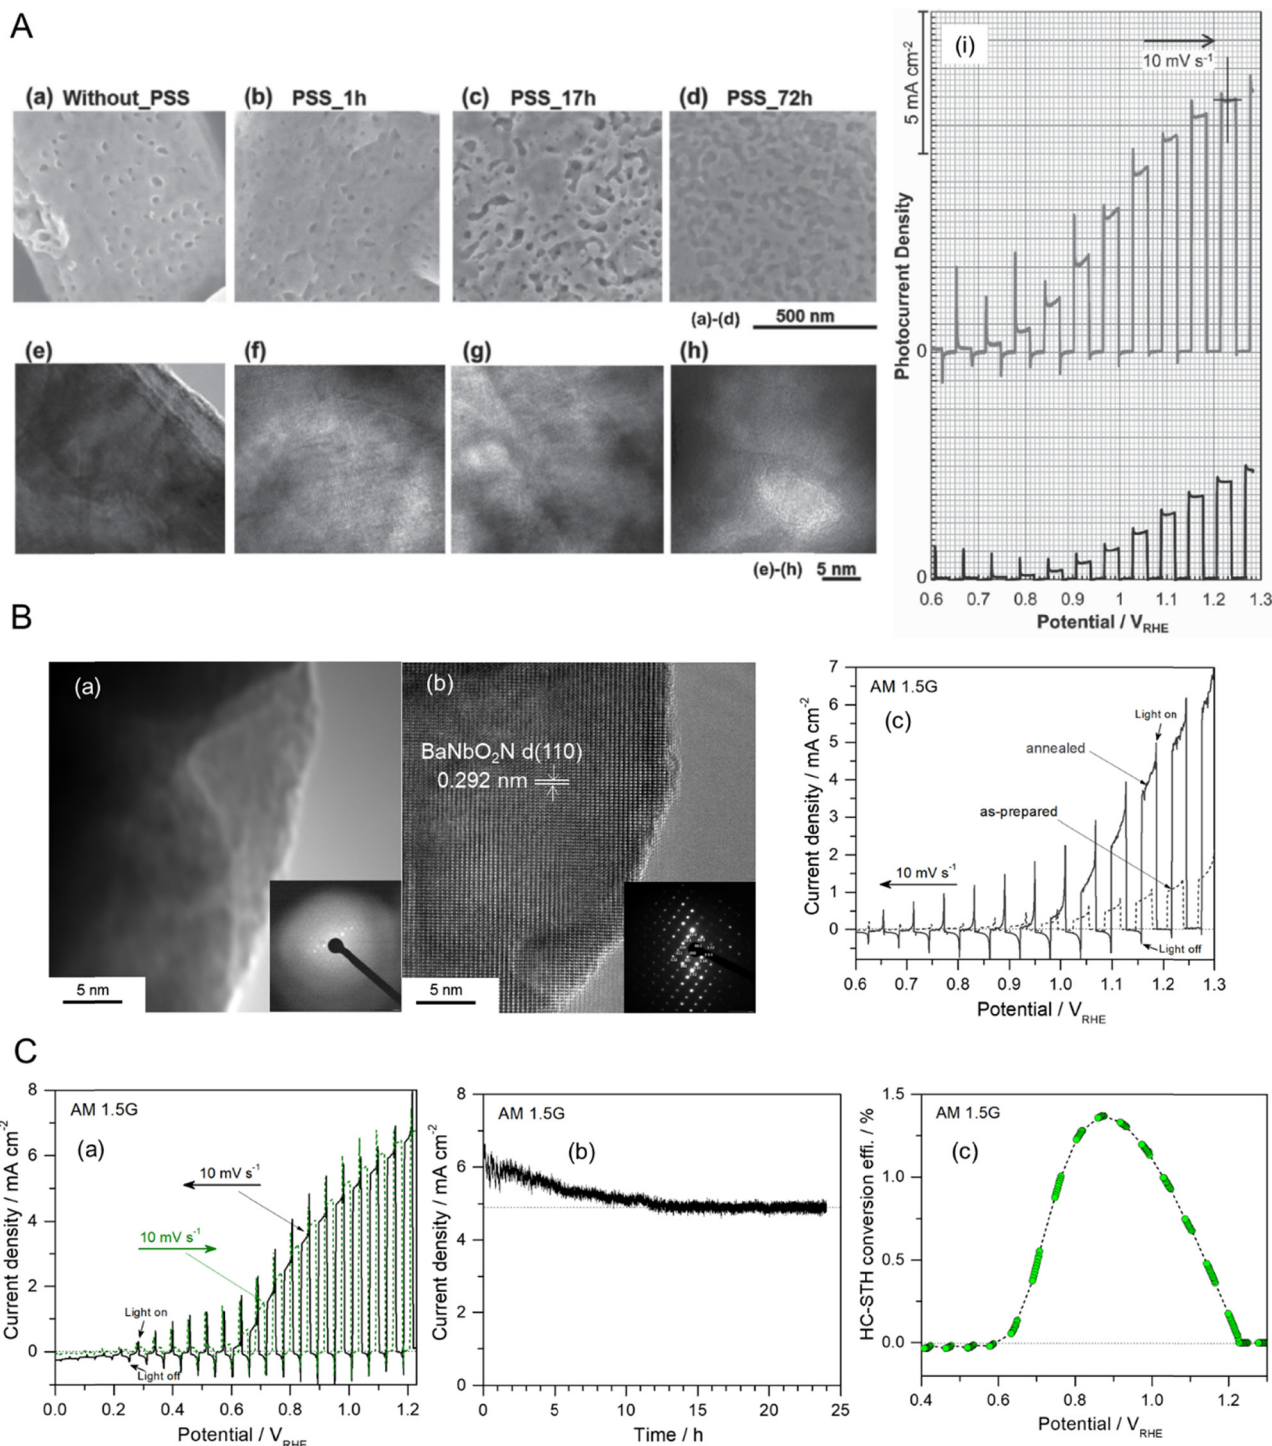 A
(a) Without_PSS
(b) PSS_1h
(c) PSS_17h
(d) PSS_72h
(a)-(d) 500 nm
(e)
(f)
(g)
(h)
(e)-(h) 5 nm
(i)
10 mV s⁻¹
5 mA cm⁻²
Photocurrent Density
0
0
0.6 0.7 0.8 0.9 1 1.1 1.2 1.3
Potential / V_RHE
B
(a)
5 nm
(b)
BaNbO₂N d(110)
0.292 nm
5 nm
AM 1.5G
(c)
Light on
annealed
as-prepared
10 mV s⁻¹
Light off
Current density / mA cm⁻²
7
6
5
4
3
2
1
0
0.6 0.7 0.8 0.9 1.0 1.1 1.2 1.3
Potential / V_RHE
C
AM 1.5G
(a)
10 mV s⁻¹
10 mV s⁻¹
Light on
Light off
Current density / mA cm⁻²
8
6
4
2
0
0.0 0.2 0.4 0.6 0.8 1.0 1.2
Potential / V_RHE
AM 1.5G
(b)
Current density / mA cm⁻²
8
6
4
2
0
0 5 10 15 20 25
Time / h
AM 1.5G
(c)
HC-STH conversion effi. / %
1.5
1.0
0.5
0.0
0.4 0.6 0.8 1.0 1.2
Potential / V_RHE